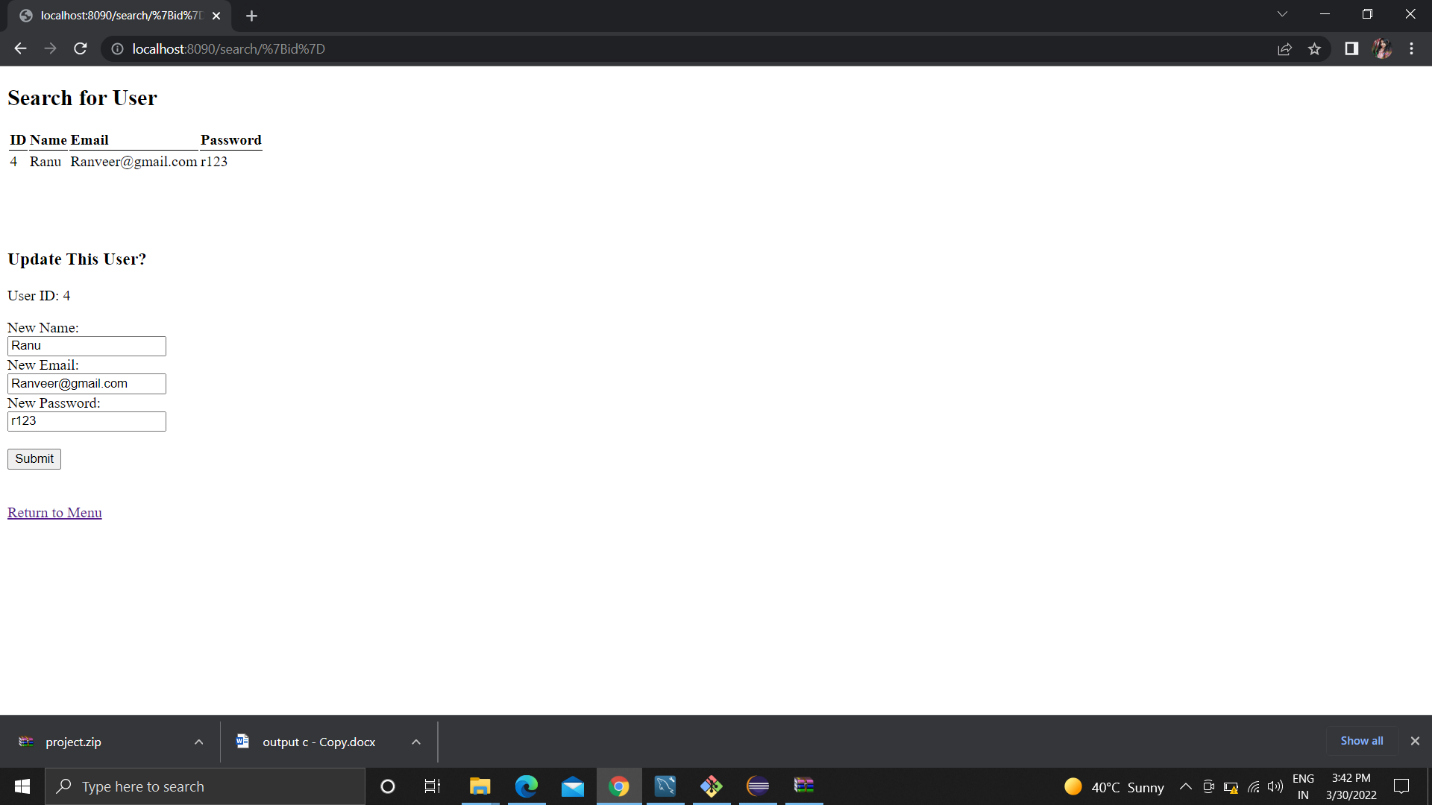 localhost:8090/search/%7Bid%7D
localhost:8090/search/%7Bid%7D
Search for User
ID Name Email Password
4 Ranu Ranveer@gmail.com r123
Update This User?
User ID: 4
New Name:
Ranu
New Email:
Ranveer@gmail.com
New Password:
r123
Submit
Return to Menu
project.zip
output c - Copy.docx
Show all
Type here to search
40°C Sunny
ENG
IN
3:42 PM
3/30/2022